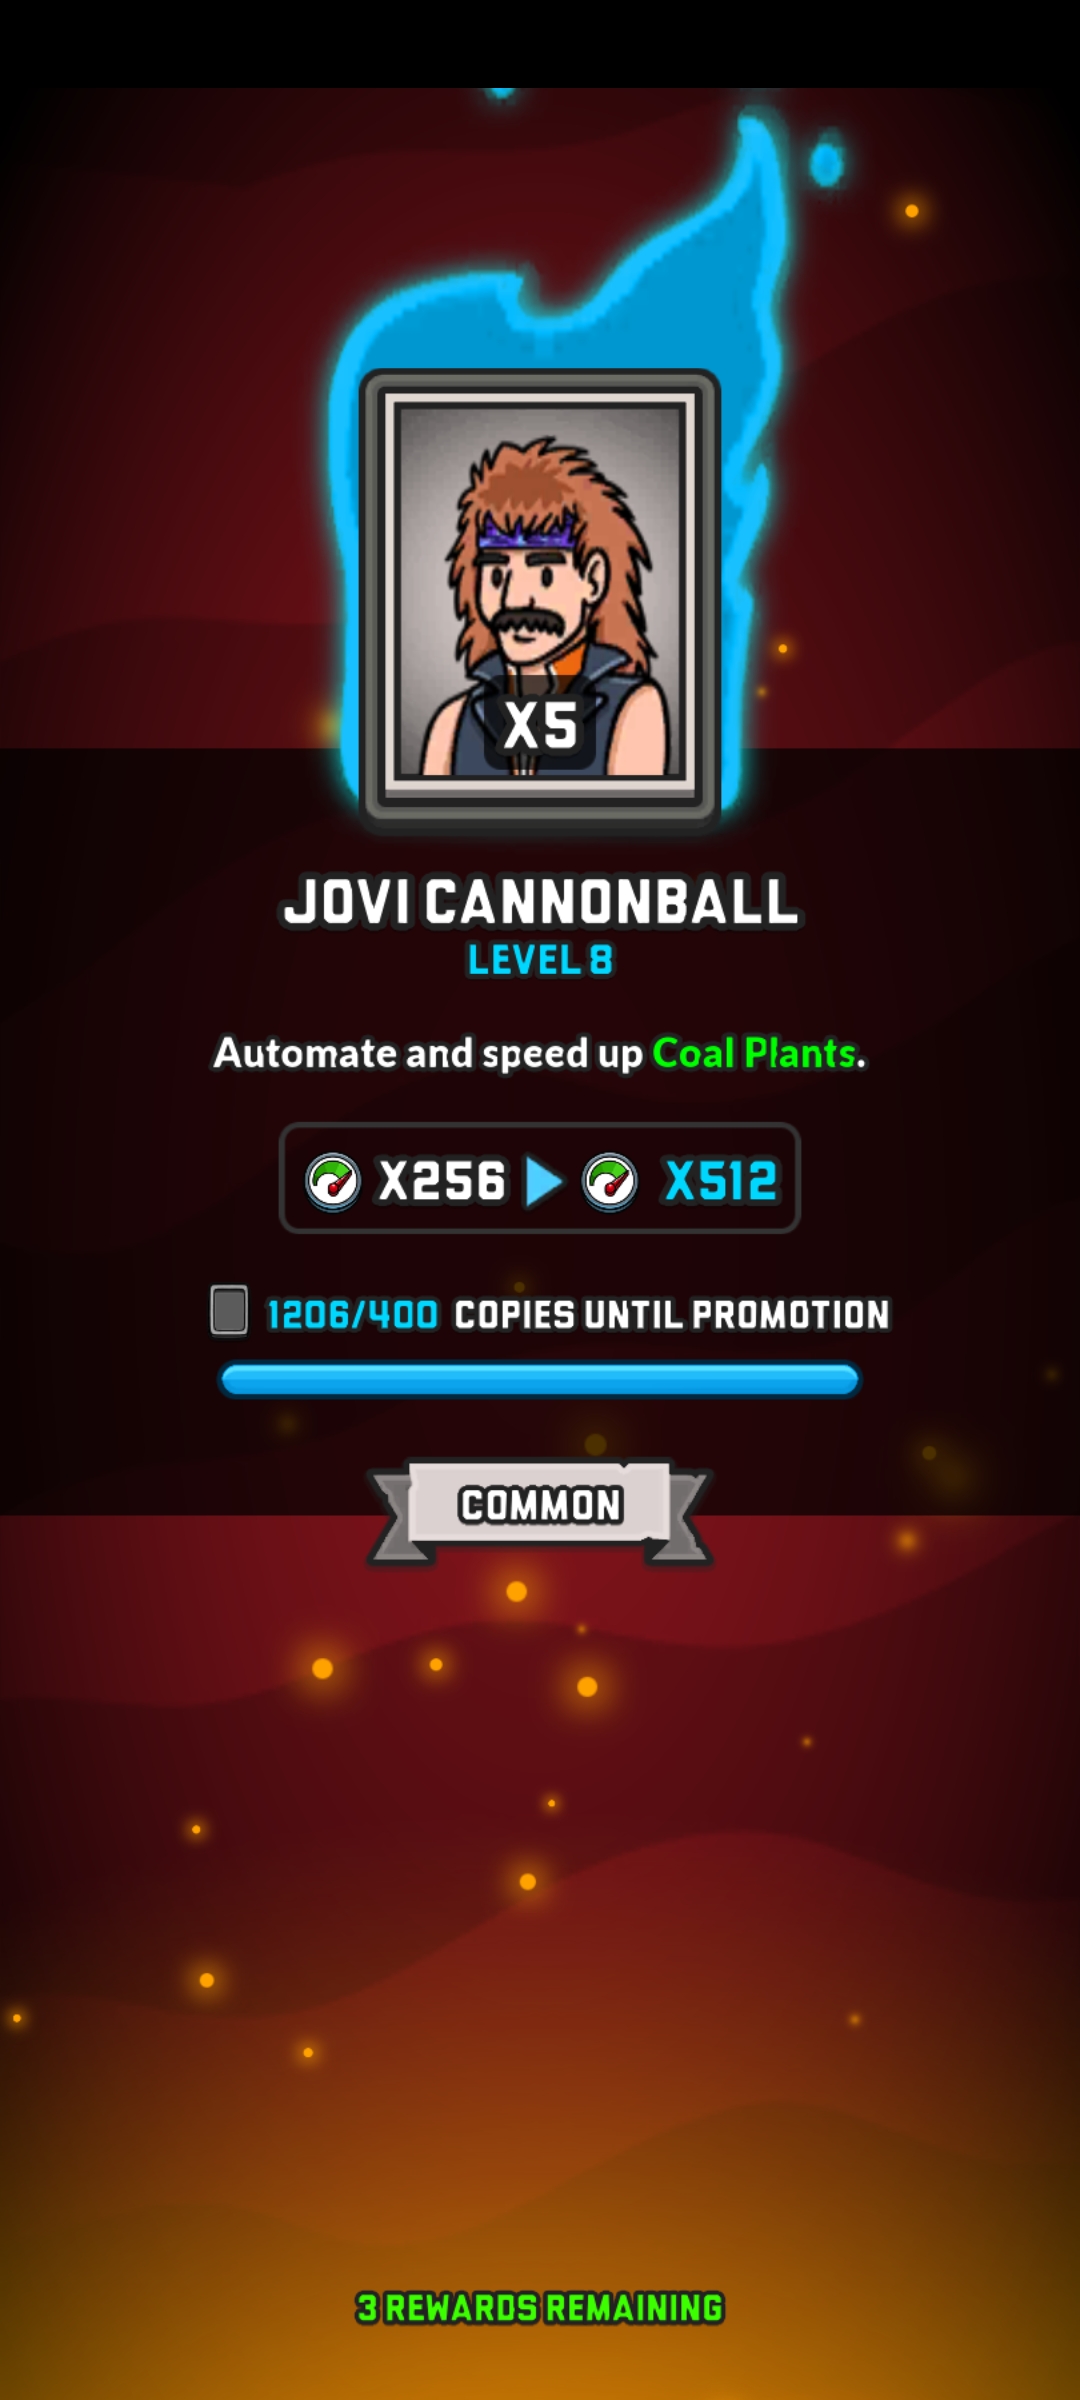 X5
JOVI CANNONBALL
LEVEL 8
Automate and speed up Coal Plants.
X256 X512
1206/400 COPIES UNTIL PROMOTION
COMMON
3 REWARDS REMAINING